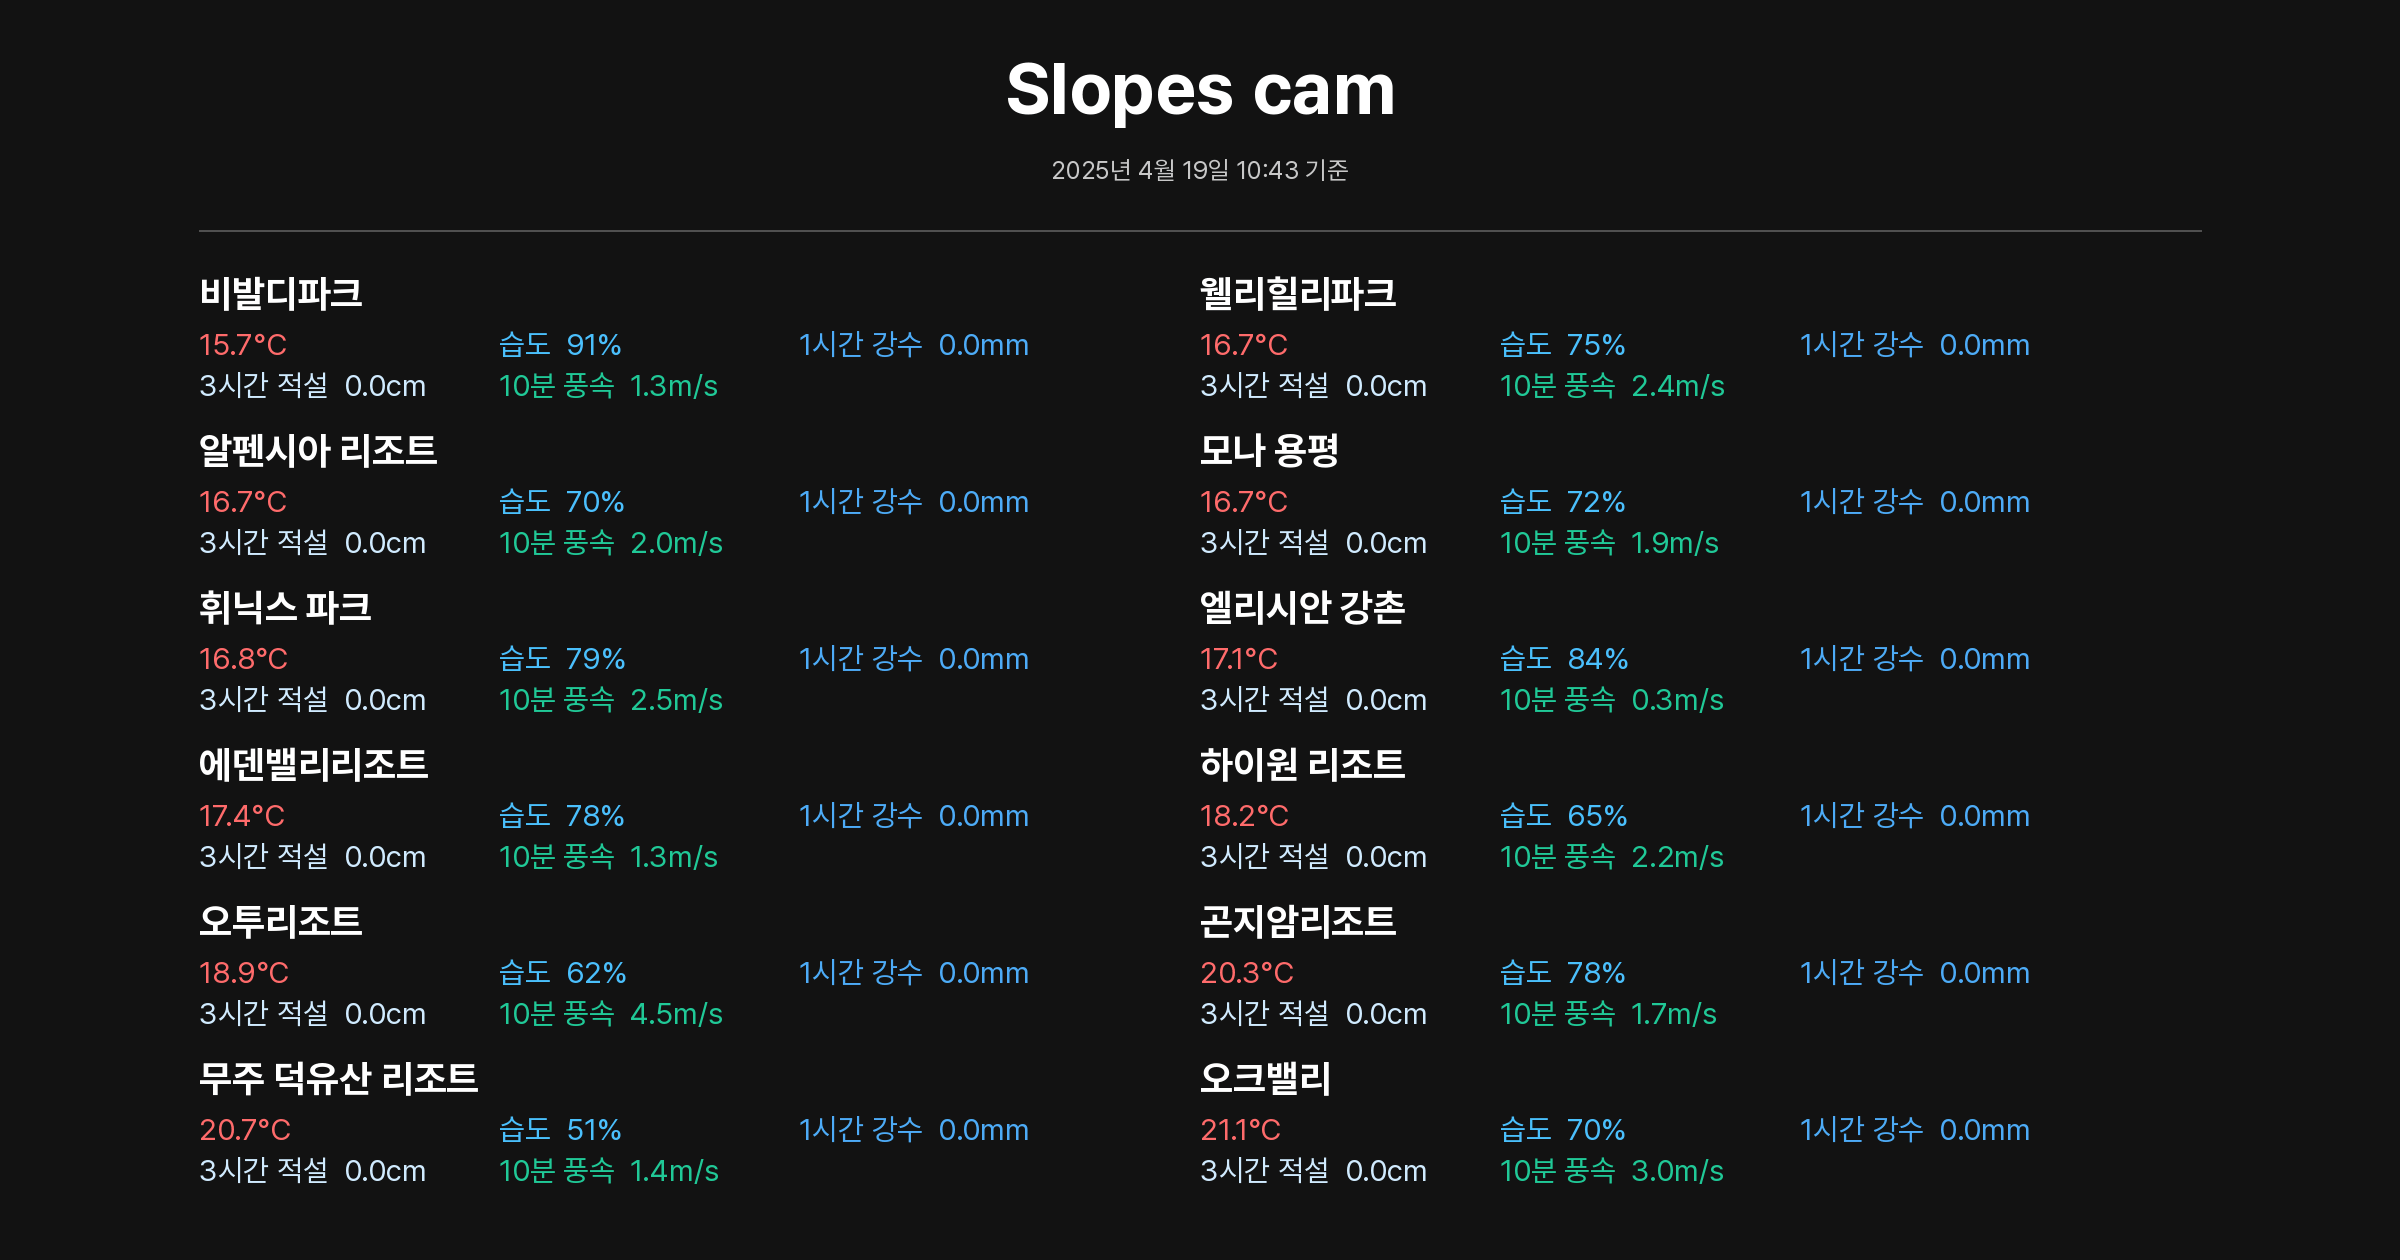 Slopes cam
2025년 4월 19일 10:43 기준
비발디파크
15.7°C 습도 91% 1시간 강수 0.0mm
3시간 적설 0.0cm 10분 풍속 1.3m/s
웰리힐리파크
16.7°C 습도 75% 1시간 강수 0.0mm
3시간 적설 0.0cm 10분 풍속 2.4m/s
알펜시아 리조트
16.7°C 습도 70% 1시간 강수 0.0mm
3시간 적설 0.0cm 10분 풍속 2.0m/s
모나 용평
16.7°C 습도 72% 1시간 강수 0.0mm
3시간 적설 0.0cm 10분 풍속 1.9m/s
휘닉스 파크
16.8°C 습도 79% 1시간 강수 0.0mm
3시간 적설 0.0cm 10분 풍속 2.5m/s
엘리시안 강촌
17.1°C 습도 84% 1시간 강수 0.0mm
3시간 적설 0.0cm 10분 풍속 0.3m/s
에덴밸리리조트
17.4°C 습도 78% 1시간 강수 0.0mm
3시간 적설 0.0cm 10분 풍속 1.3m/s
하이원 리조트
18.2°C 습도 65% 1시간 강수 0.0mm
3시간 적설 0.0cm 10분 풍속 2.2m/s
오투리조트
18.9°C 습도 62% 1시간 강수 0.0mm
3시간 적설 0.0cm 10분 풍속 4.5m/s
곤지암리조트
20.3°C 습도 78% 1시간 강수 0.0mm
3시간 적설 0.0cm 10분 풍속 1.7m/s
무주 덕유산 리조트
20.7°C 습도 51% 1시간 강수 0.0mm
3시간 적설 0.0cm 10분 풍속 1.4m/s
오크밸리
21.1°C 습도 70% 1시간 강수 0.0mm
3시간 적설 0.0cm 10분 풍속 3.0m/s